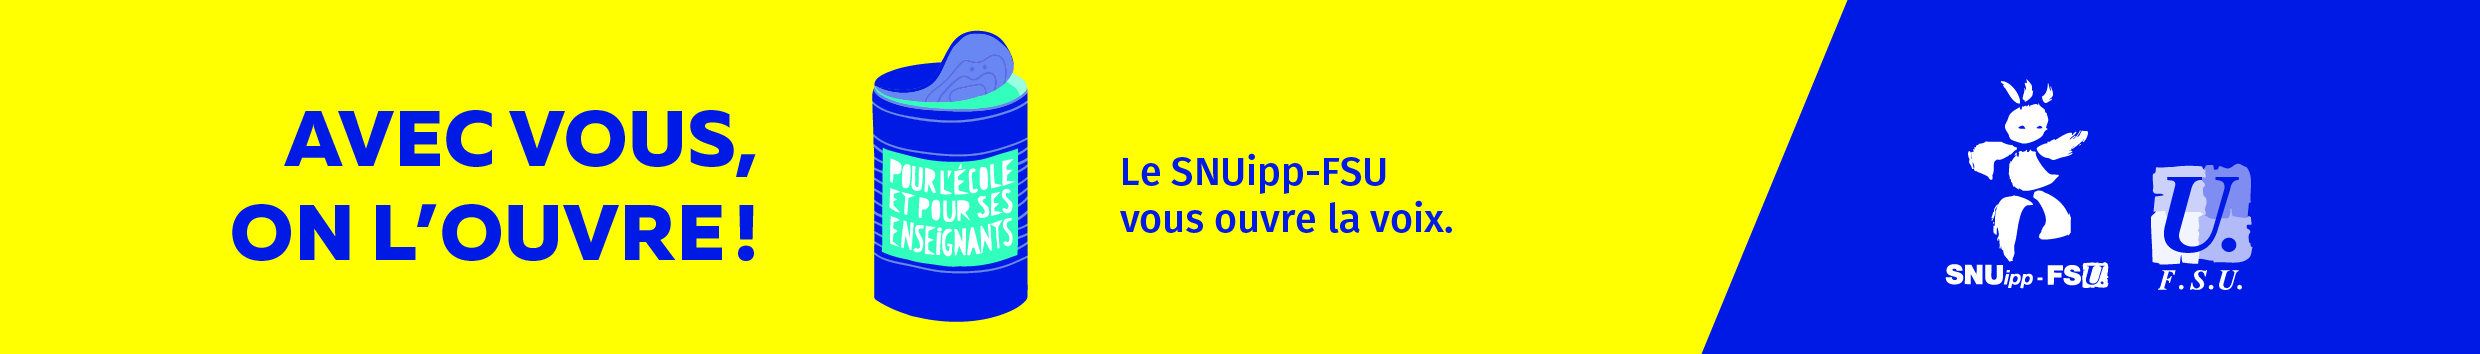 AVEC VOUS,
ON L’OUVRE !
POUR L’ÉCOLE
ET POUR SES
ENSEiGNANTS
Le SNUipp-FSU
vous ouvre la voix.
SNUipp - FSU.
U.
F.S.U.